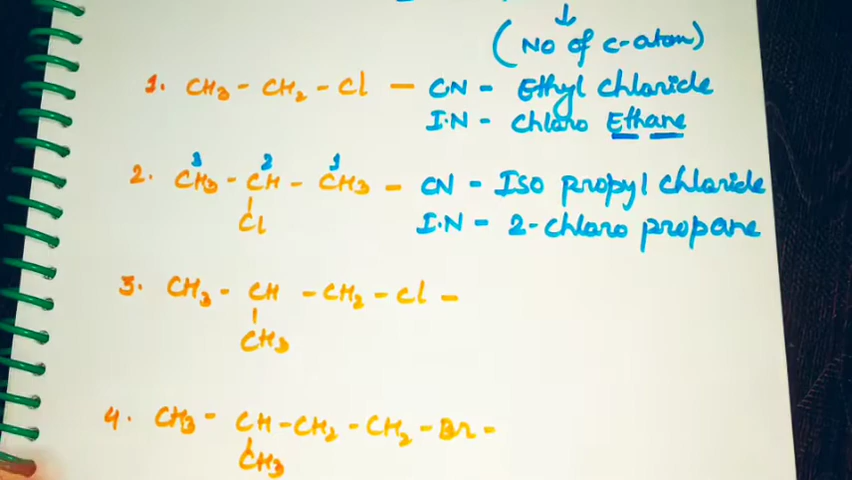 (No of c-atom)
1. CH3 - CH2 - Cl - CN - Ethyl chloride
I.N - chloro Ethane
3 2 1
2. CH3 - CH - CH3 - CN - Iso propyl chloride
Cl I.N - 2-chloro propane
3. CH3 - CH - CH2 - Cl -
CH3
4. CH3 - CH - CH2 - CH2 - Br -
CH3